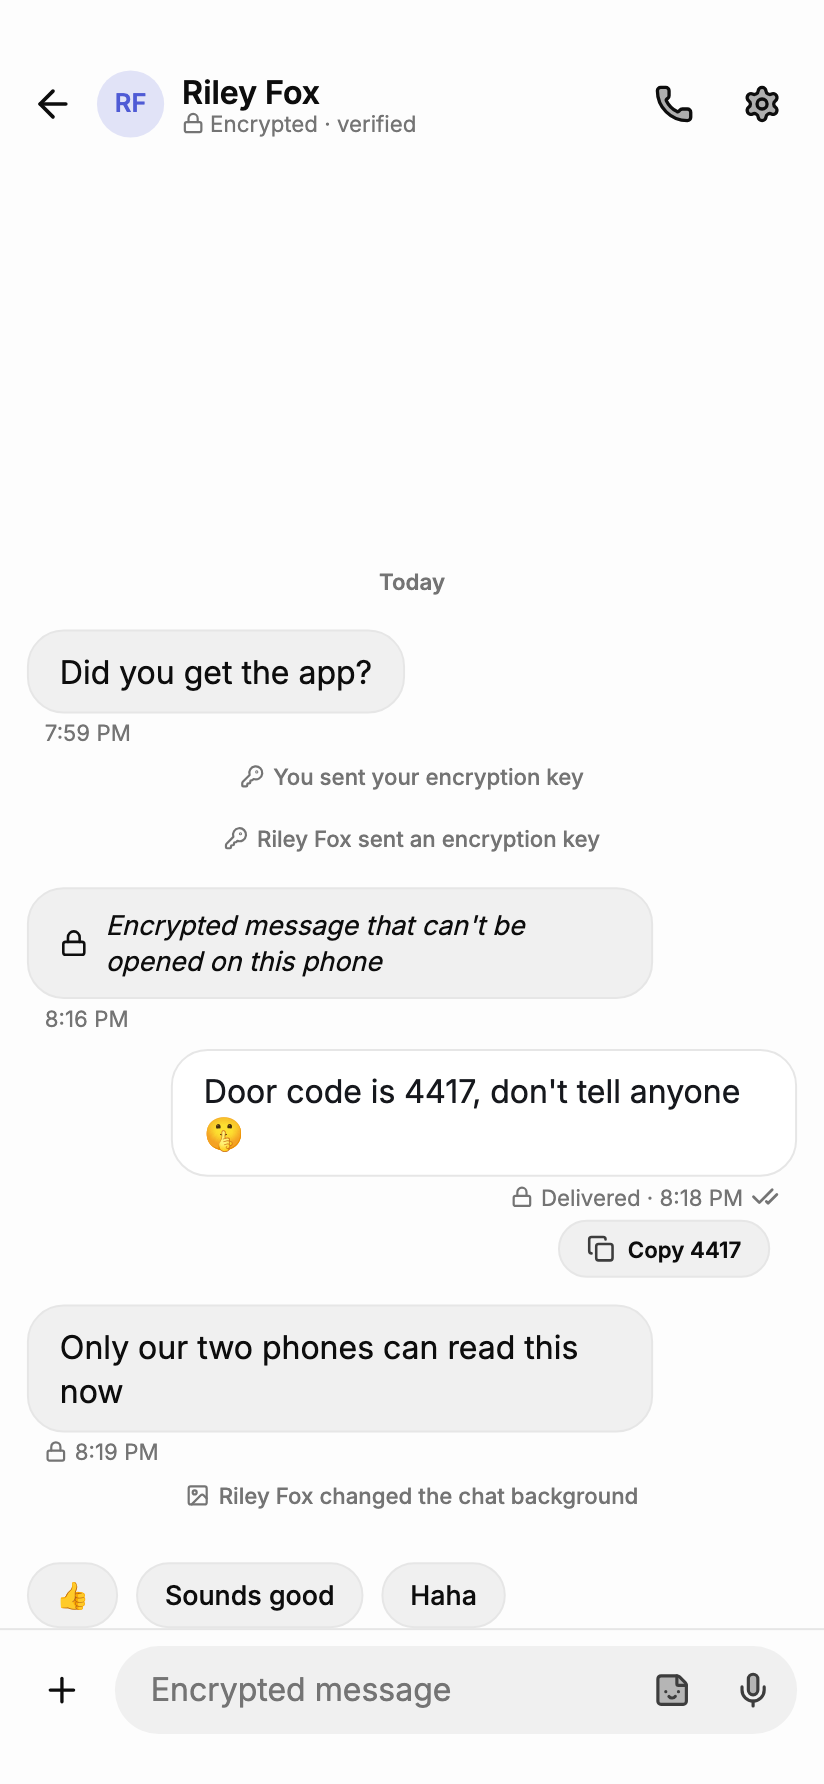 RF
Riley Fox
Encrypted · verified
Today
Did you get the app?
7:59 PM
You sent your encryption key
Riley Fox sent an encryption key
Encrypted message that can't be
opened on this phone
8:16 PM
Door code is 4417, don't tell anyone
🤫
Delivered · 8:18 PM
Copy 4417
Only our two phones can read this
now
8:19 PM
Riley Fox changed the chat background
👍
Sounds good
Haha
Encrypted message